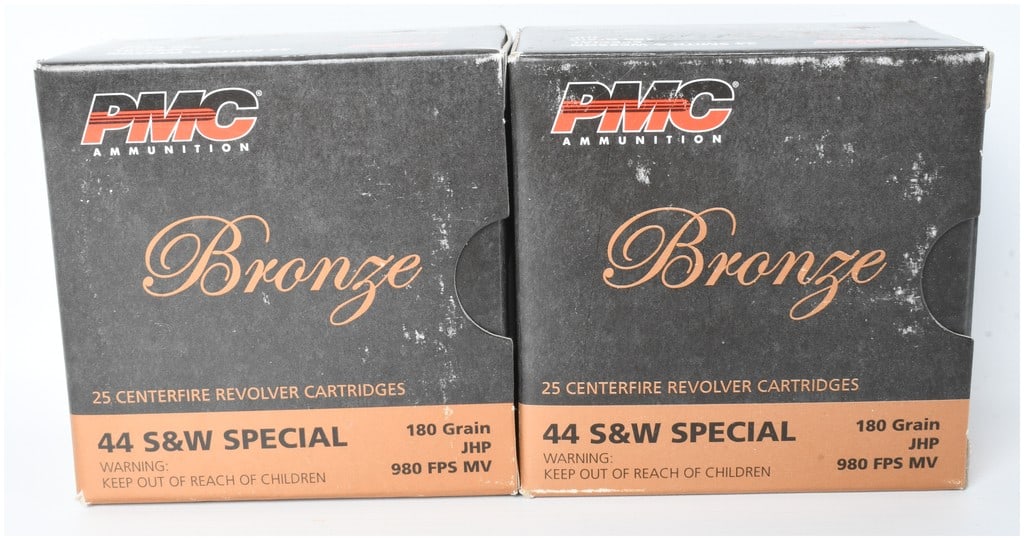 PMC®
AMMUNITION
Bronze
25 CENTERFIRE REVOLVER CARTRIDGES
44 S&W SPECIAL
180 Grain
JHP
980 FPS MV
WARNING:
KEEP OUT OF REACH OF CHILDREN
PMC®
AMMUNITION
Bronze
25 CENTERFIRE REVOLVER CARTRIDGES
44 S&W SPECIAL
180 Grain
JHP
980 FPS MV
WARNING:
KEEP OUT OF REACH OF CHILDREN